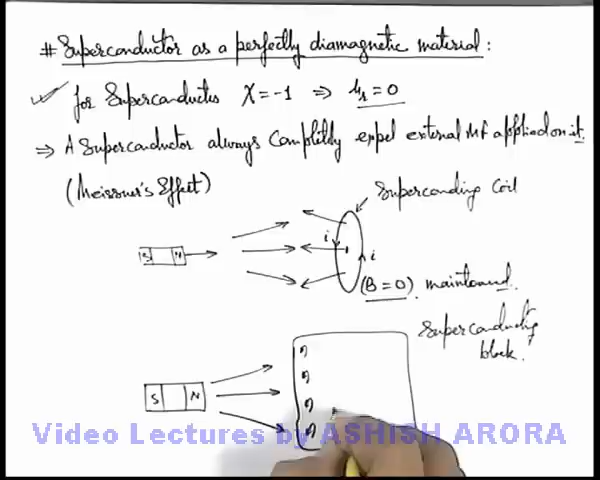 # Superconductor as a perfectly diamagnetic material :
for Superconductors χ = -1 ⇒ μr = 0
⇒ A Superconductor always Completely expel external MF applied on it.
(Meissner's Effect)
Superconding Coil
S N
i i
(B = 0) maintained.
Superconducting block.
S N
Video Lectures by ASHISH ARORA